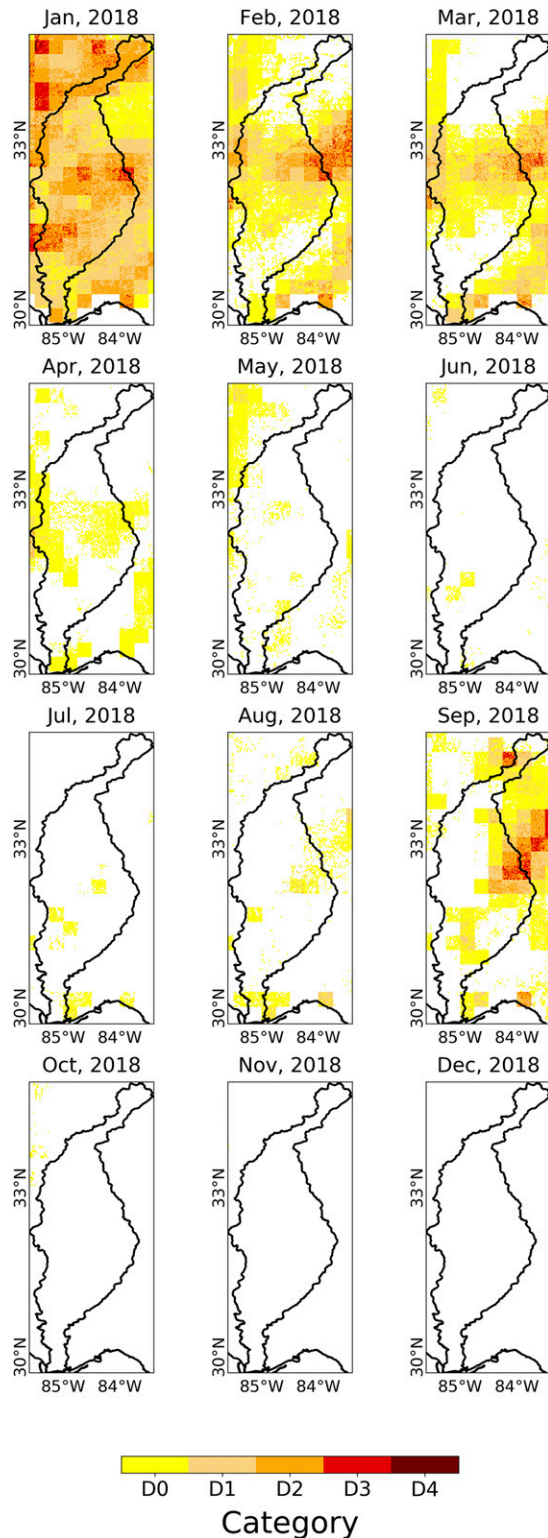 Jan, 2018
Feb, 2018
Mar, 2018
33°N
33°N
33°N
30°N
30°N
30°N
85°W 84°W
85°W 84°W
85°W 84°W
Apr, 2018
May, 2018
Jun, 2018
33°N
33°N
33°N
30°N
30°N
30°N
85°W 84°W
85°W 84°W
85°W 84°W
Jul, 2018
Aug, 2018
Sep, 2018
33°N
33°N
33°N
30°N
30°N
30°N
85°W 84°W
85°W 84°W
85°W 84°W
Oct, 2018
Nov, 2018
Dec, 2018
33°N
33°N
33°N
30°N
30°N
30°N
85°W 84°W
85°W 84°W
85°W 84°W
D0 D1 D2 D3 D4
Category